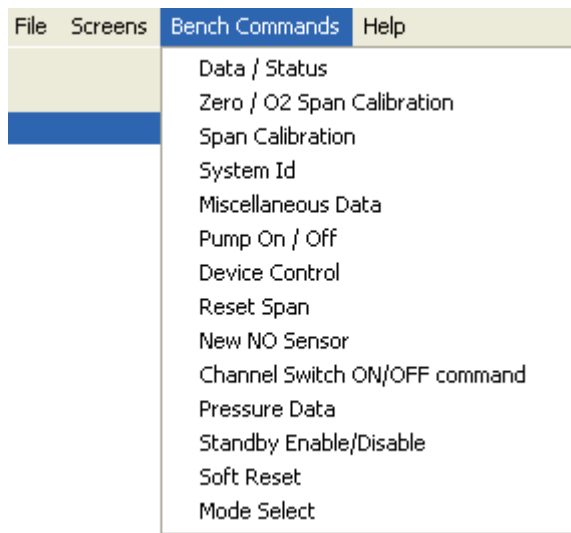 File Screens Bench Commands Help
Data / Status
Zero / O2 Span Calibration
Span Calibration
System Id
Miscellaneous Data
Pump On / Off
Device Control
Reset Span
New NO Sensor
Channel Switch ON/OFF command
Pressure Data
Standby Enable/Disable
Soft Reset
Mode Select